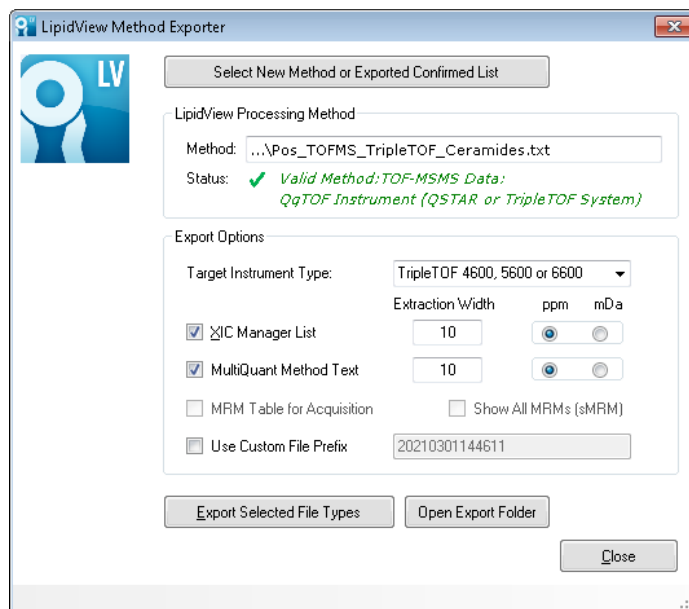 LipidView Method Exporter
LV
Select New Method or Exported Confirmed List
LipidView Processing Method
Method: ...\Pos_TOFMS_TripleTOF_Ceramides.txt
Status: Valid Method;TOF-MSMS Data;
QqTOF Instrument (QSTAR or TripleTOF System)
Export Options
Target Instrument Type: TripleTOF 4600, 5600 or 6600
Extraction Width ppm mDa
XIC Manager List 10
MultiQuant Method Text 10
MRM Table for Acquisition Show All MRMs (sMRM)
Use Custom File Prefix 20210301144611
Export Selected File Types Open Export Folder
Close